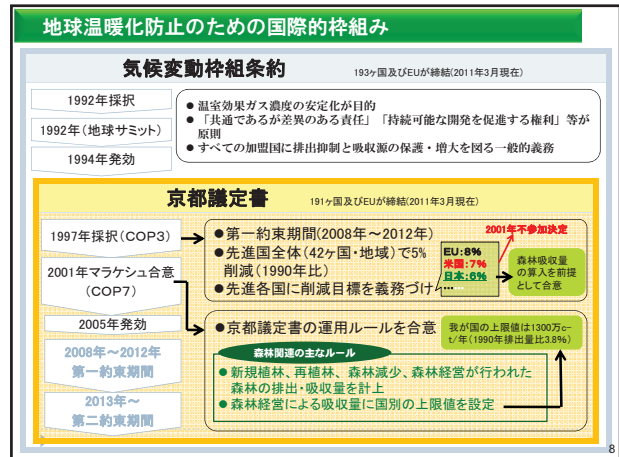 地球温暖化防止のための国際的枠組み
気候変動枠組条約
193ヶ国及びEUが締結(2011年3月現在)
1992年採択
1992年(地球サミット)
1994年発効
● 温室効果ガス濃度の安定化が目的
● 「共通であるが差異のある責任」「持続可能な開発を促進する権利」等が
原則
● すべての加盟国に排出抑制と吸収源の保護・増大を図る一般的義務
京都議定書
191ヶ国及びEUが締結(2011年3月現在)
1997年採択(COP3)
2001年マラケシュ合意
(COP7)
2005年発効
2008年～2012年
第一約束期間
2013年～
第二約束期間
●第一約束期間(2008年～2012年)
●先進国全体(42ヶ国・地域)で5%
削減(1990年比)
●先進各国に削減目標を義務づけ
2001年不参加決定
EU:8%
米国:7%
日本:6%
……
森林吸収量
の算入を前提
として合意
●京都議定書の運用ルールを合意
我が国の上限値は1300万c-
t/年(1990年排出量比3.8%)
森林関連の主なルール
● 新規植林、再植林、森林減少、森林経営が行われた
森林の排出・吸収量を計上
● 森林経営による吸収量に国別の上限値を設定
8